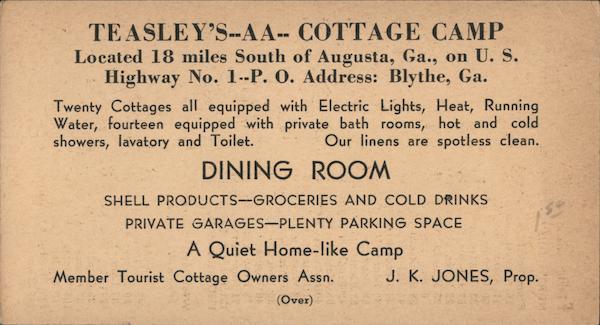 TEASLEY'S--AA-- COTTAGE CAMP
Located 18 miles South of Augusta, Ga., on U. S.
Highway No. 1--P. O. Address: Blythe, Ga.
Twenty Cottages all equipped with Electric Lights, Heat, Running
Water, fourteen equipped with private bath rooms, hot and cold
showers, lavatory and Toilet. Our linens are spotless clean.
DINING ROOM
SHELL PRODUCTS—GROCERIES AND COLD DRINKS
PRIVATE GARAGES—PLENTY PARKING SPACE
1.50
A Quiet Home-like Camp
Member Tourist Cottage Owners Assn. J. K. JONES, Prop.
(Over)